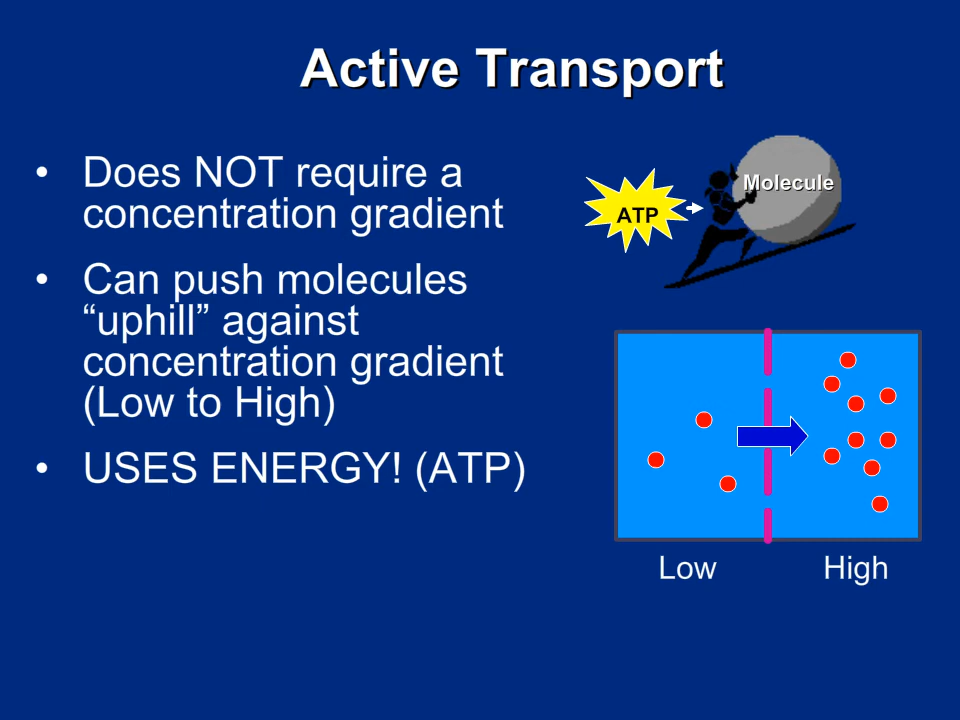 Active Transport
• Does NOT require a
concentration gradient
• Can push molecules
“uphill” against
concentration gradient
(Low to High)
• USES ENERGY! (ATP)
Molecule
ATP
Low High